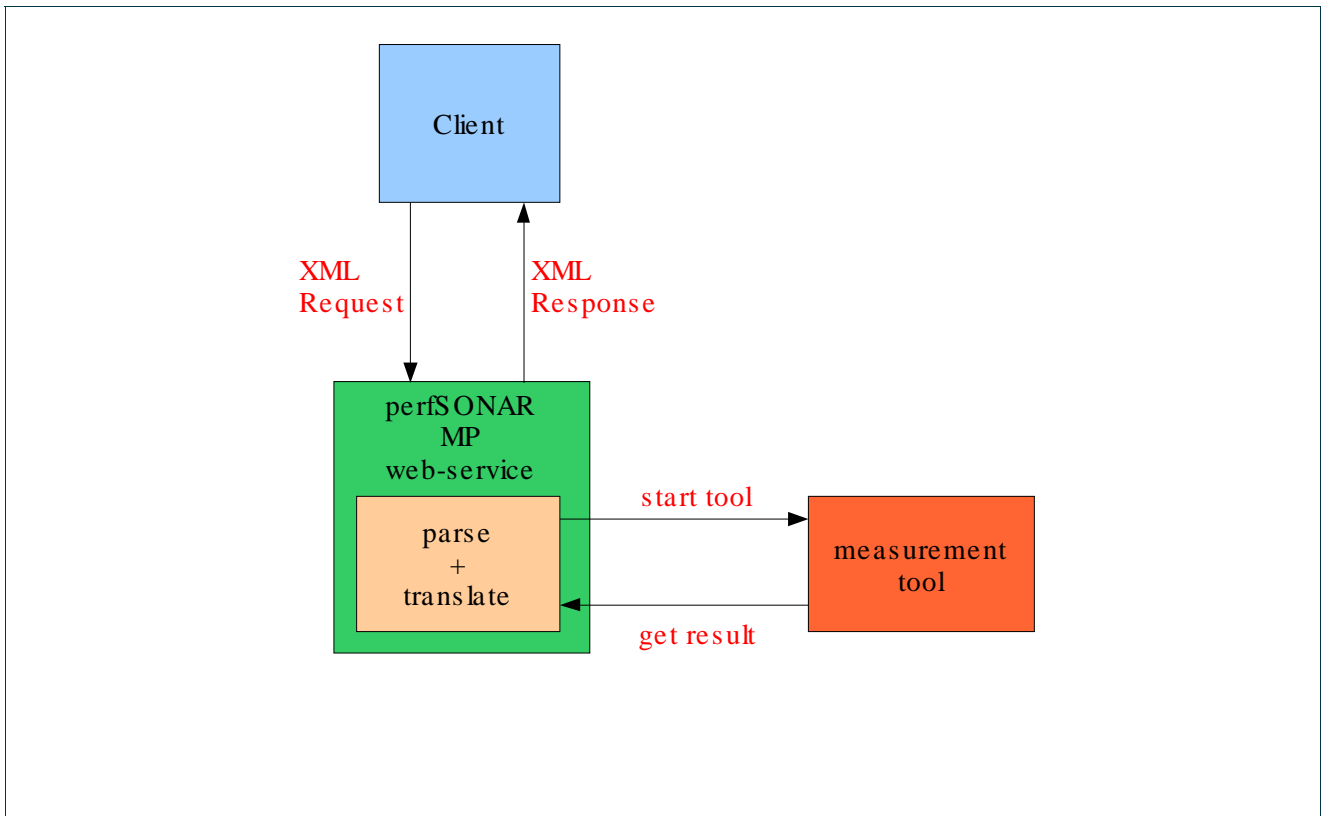 Client
XML
Request
XML
Response
perfSONAR
MP
web-service
parse
+
translate
start tool
get result
measurement
tool